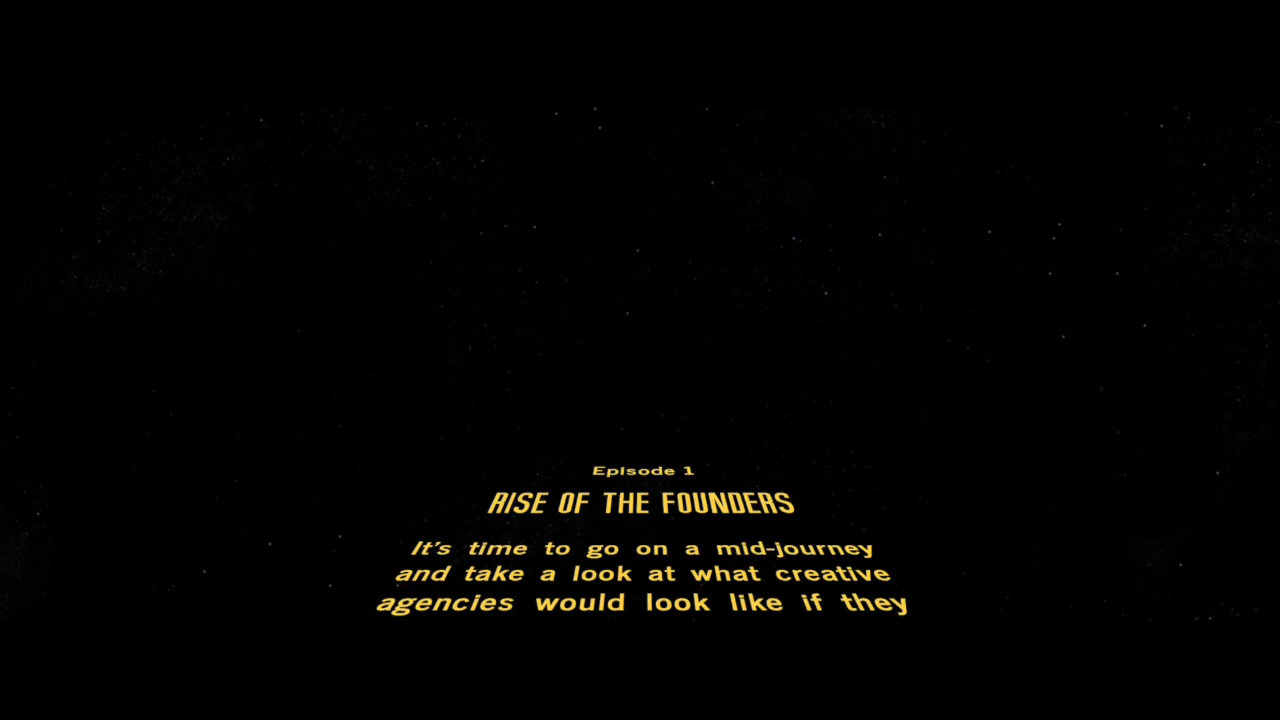 Episode 1
RISE OF THE FOUNDERS
It's time to go on a mid-journey
and take a look at what creative
agencies would look like if they